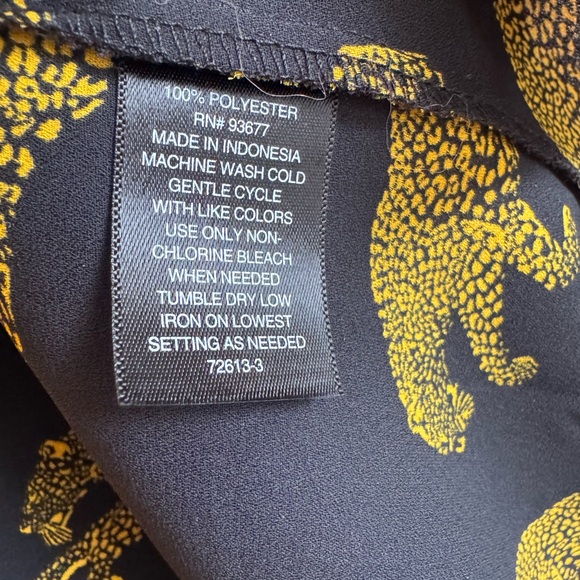 100% POLYESTER
RN# 93677
MADE IN INDONESIA
MACHINE WASH COLD
GENTLE CYCLE
WITH LIKE COLORS
USE ONLY NON-
CHLORINE BLEACH
WHEN NEEDED
TUMBLE DRY LOW
IRON ON LOWEST
SETTING AS NEEDED
72613-3